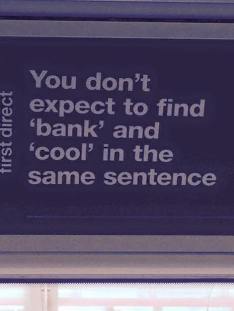 first direct
You don't
expect to find
'bank' and
'cool' in the
same sentence